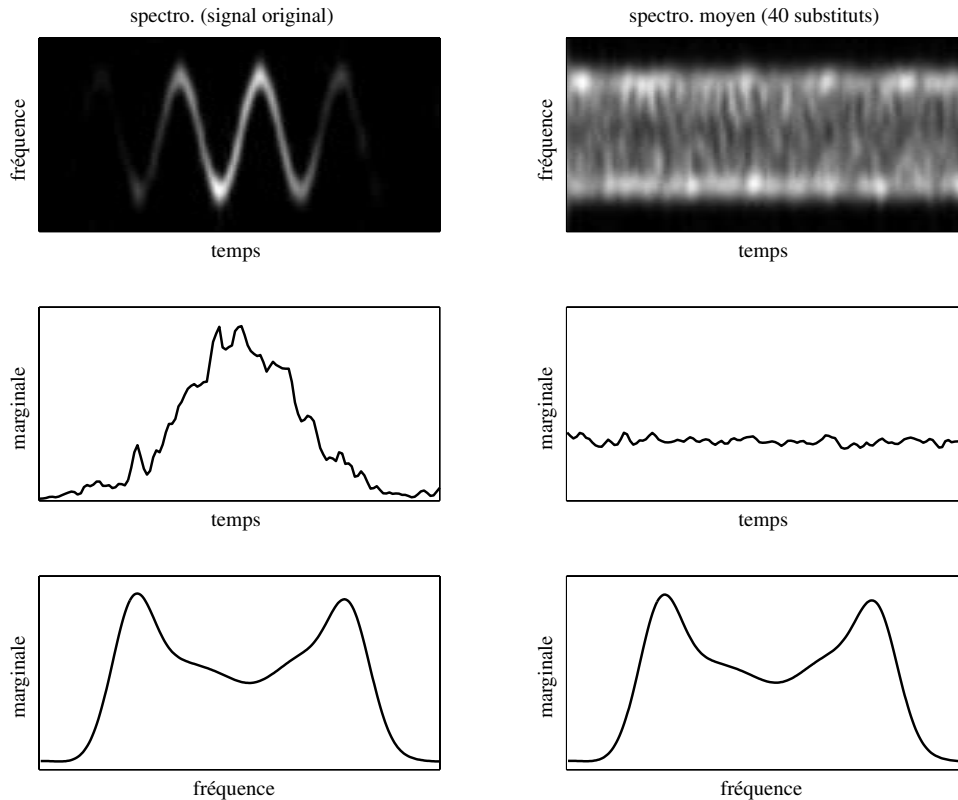 spectro. (signal original)
spectro. moyen (40 substituts)
fréquence
temps
fréquence
temps
marginale
temps
marginale
temps
marginale
fréquence
marginale
fréquence